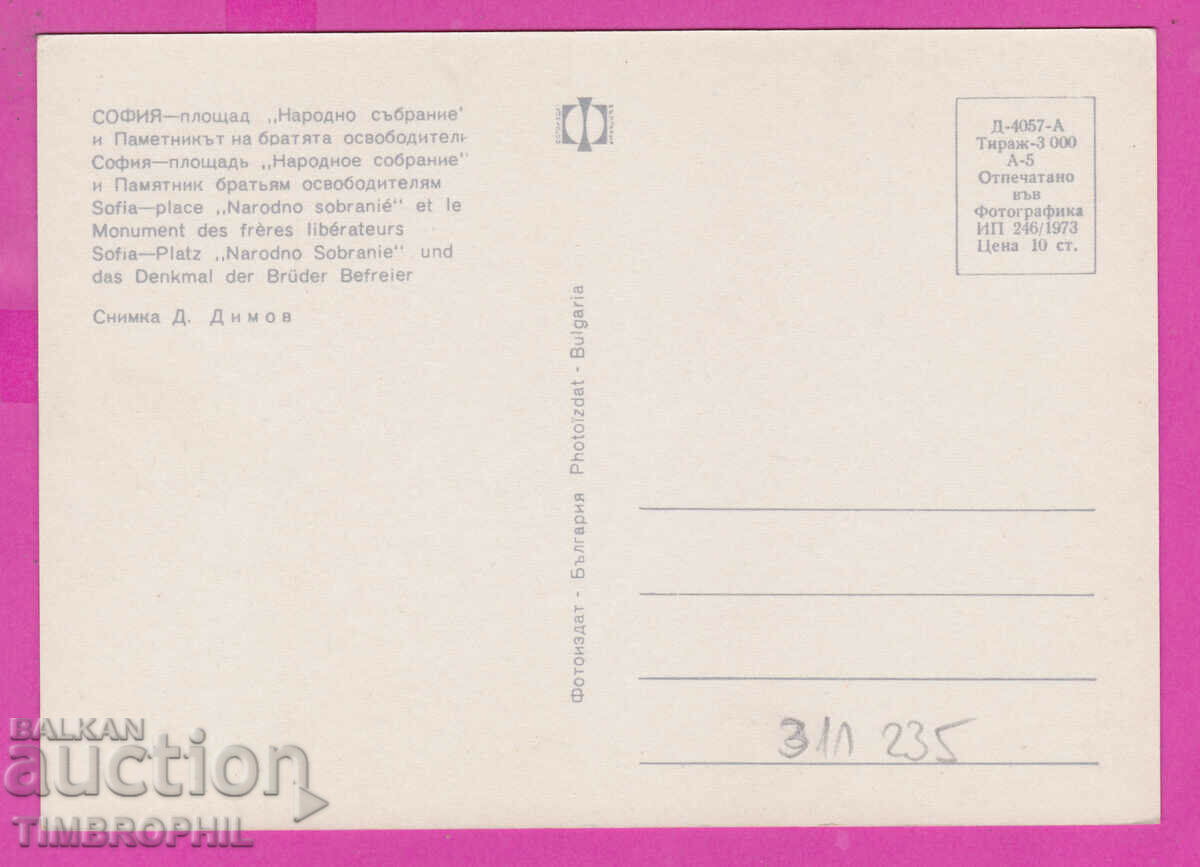 СОФИЯ—площад „Народно събрание"
и Паметникът на братята освободители
София—площадь „Народное собрание"
и Памятник братьям освободителям
Sofia—place „Narodno sobranié" et le
Monument des frères libérateurs
Sofia—Platz „Narodno Sobranie" und
das Denkmal der Brüder Befreier
Снимка Д. Димов
Фотоиздат - България Photoïzdat - Bulgaria
Д-4057-А
Тираж-3 000
А-5
Отпечатано
във
Фотографика
ИП 246/1973
Цена 10 ст.
311 235
BALKAN
auction
TIMBROPHIL